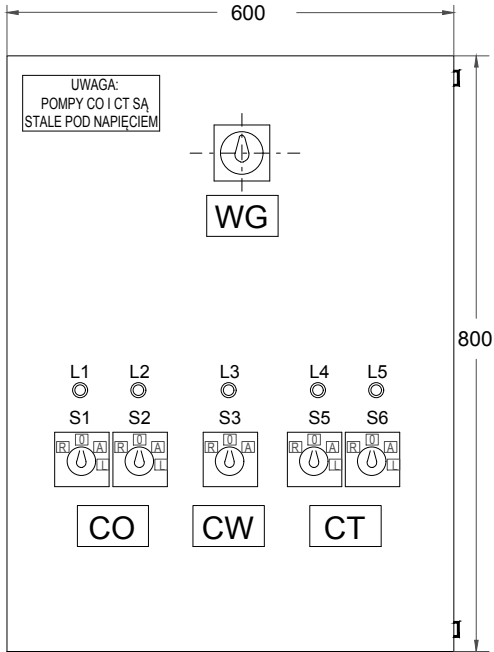 600
UWAGA:
POMPY CO I CT SĄ
STALE POD NAPIĘCIEM
WG
800
L1 L2 L3 L4 L5
S1 S2 S3 S5 S6
0 0 0 0 0
R A R A R A R A R A
L L L L
CO CW CT